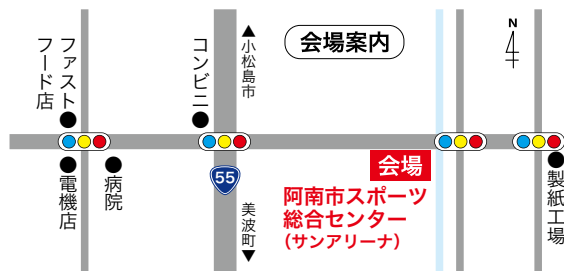 会場案内
N
ファスト
フード店
コンビニ
▲小松島市
電機店
病院
55
美波町▼
会場
阿南市スポーツ
総合センター
(サンアリーナ)
製紙工場